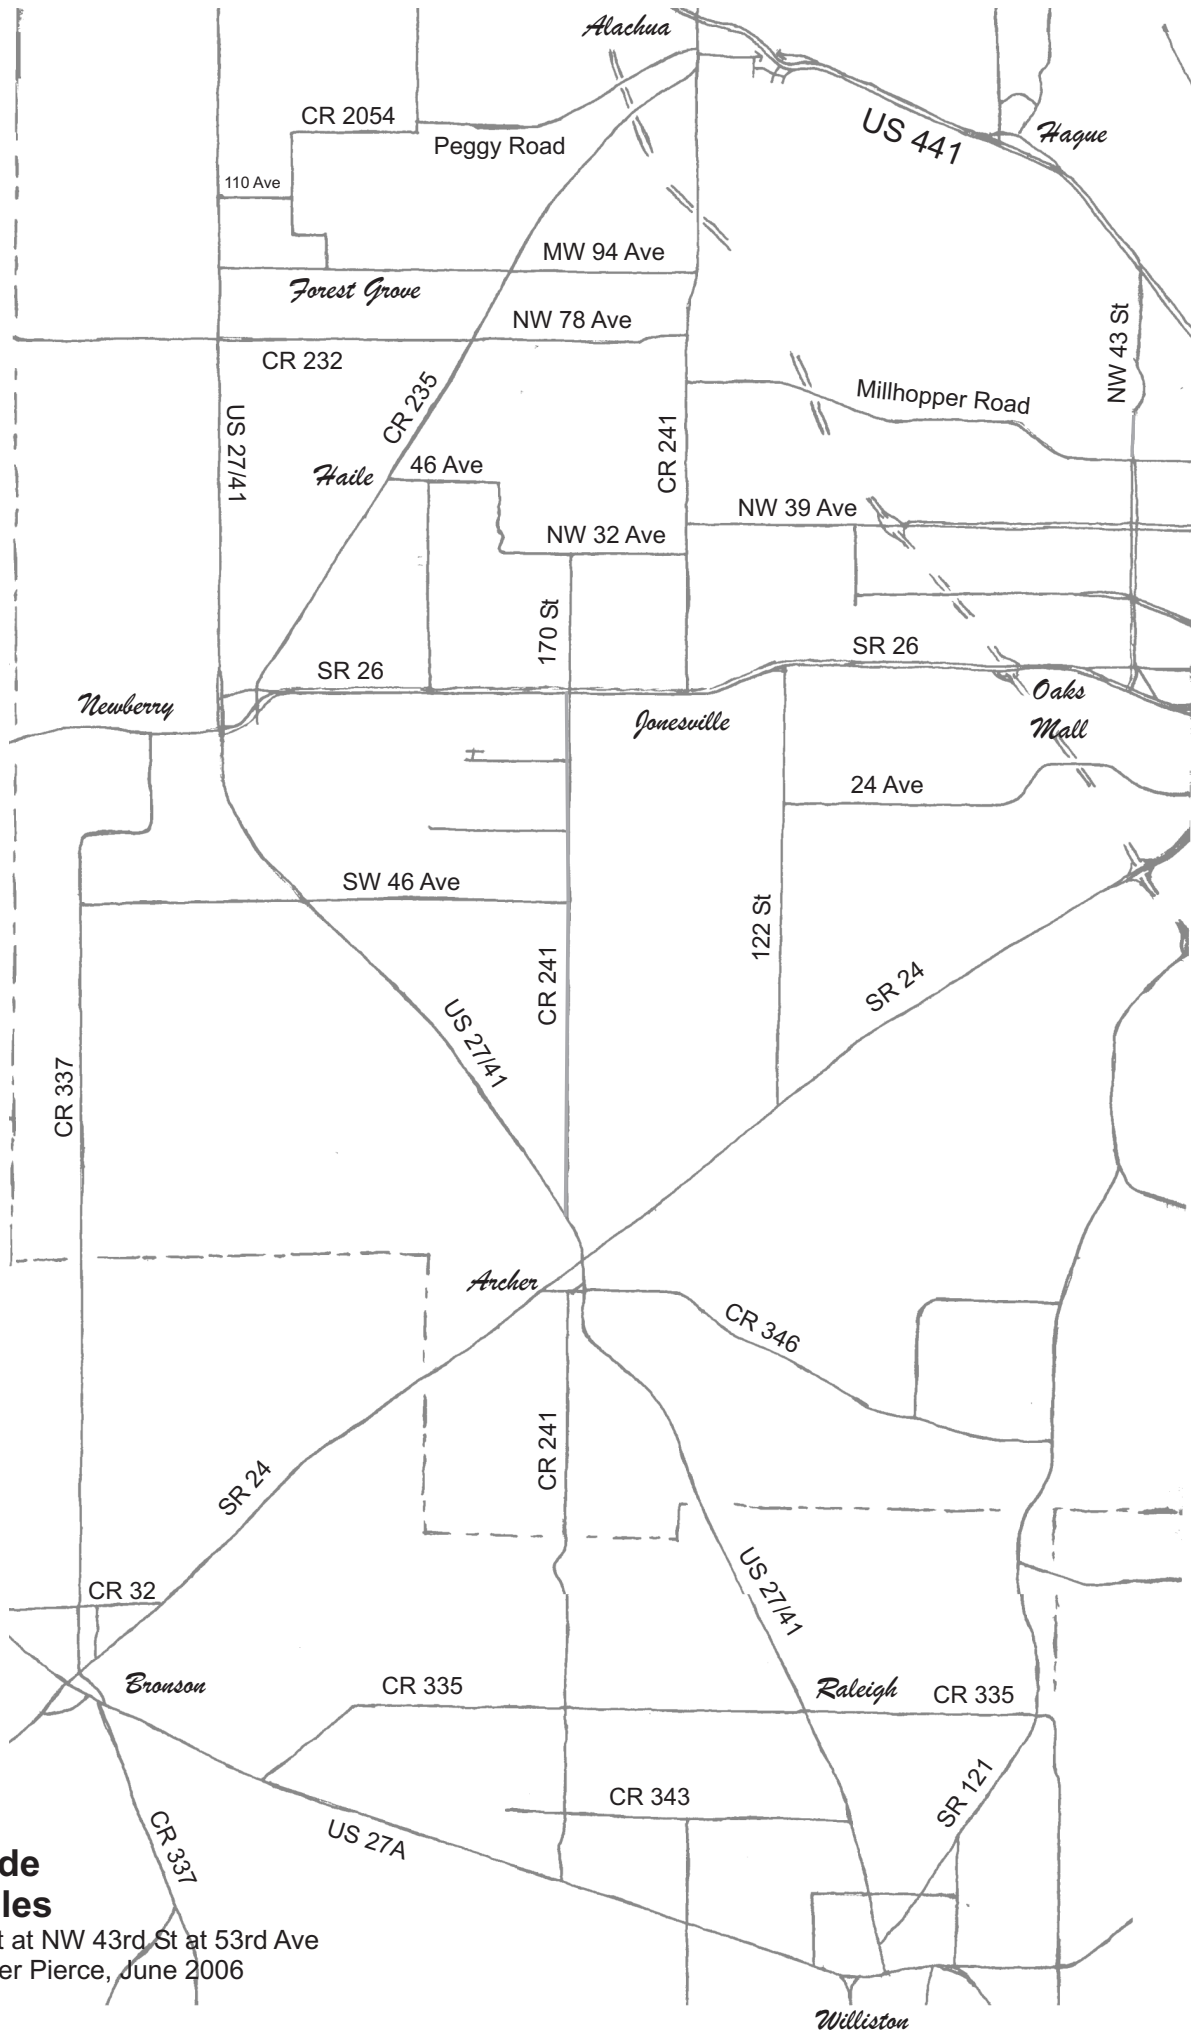 Alachua
CR 2054
Peggy Road
US 441
Hague
110 Ave
MW 94 Ave
Forest Grove
NW 78 Ave
CR 232
NW 43 St
CR 235
Millhopper Road
US 27/41
CR 241
Haile
46 Ave
NW 39 Ave
NW 32 Ave
170 St
SR 26
SR 26
Newberry
Jonesville
Oaks
Mall
24 Ave
SW 46 Ave
122 St
CR 241
SR 24
US 27/41
CR 337
Archer
CR 346
CR 241
SR 24
US 27/41
CR 32
Bronson
CR 335
Raleigh
CR 335
SR 121
CR 343
CR 337
US 27A
de
les
t at NW 43rd St at 53rd Ave
er Pierce, June 2006
Williston